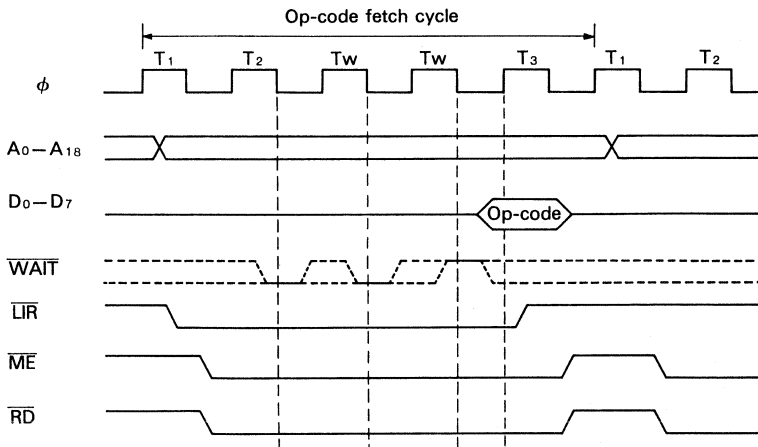 Op-code fetch cycle
T1 T2 TW TW T3 T1 T2
ϕ
A0—A18
D0—D7
Op-code
WAIT
LIR
ME
RD